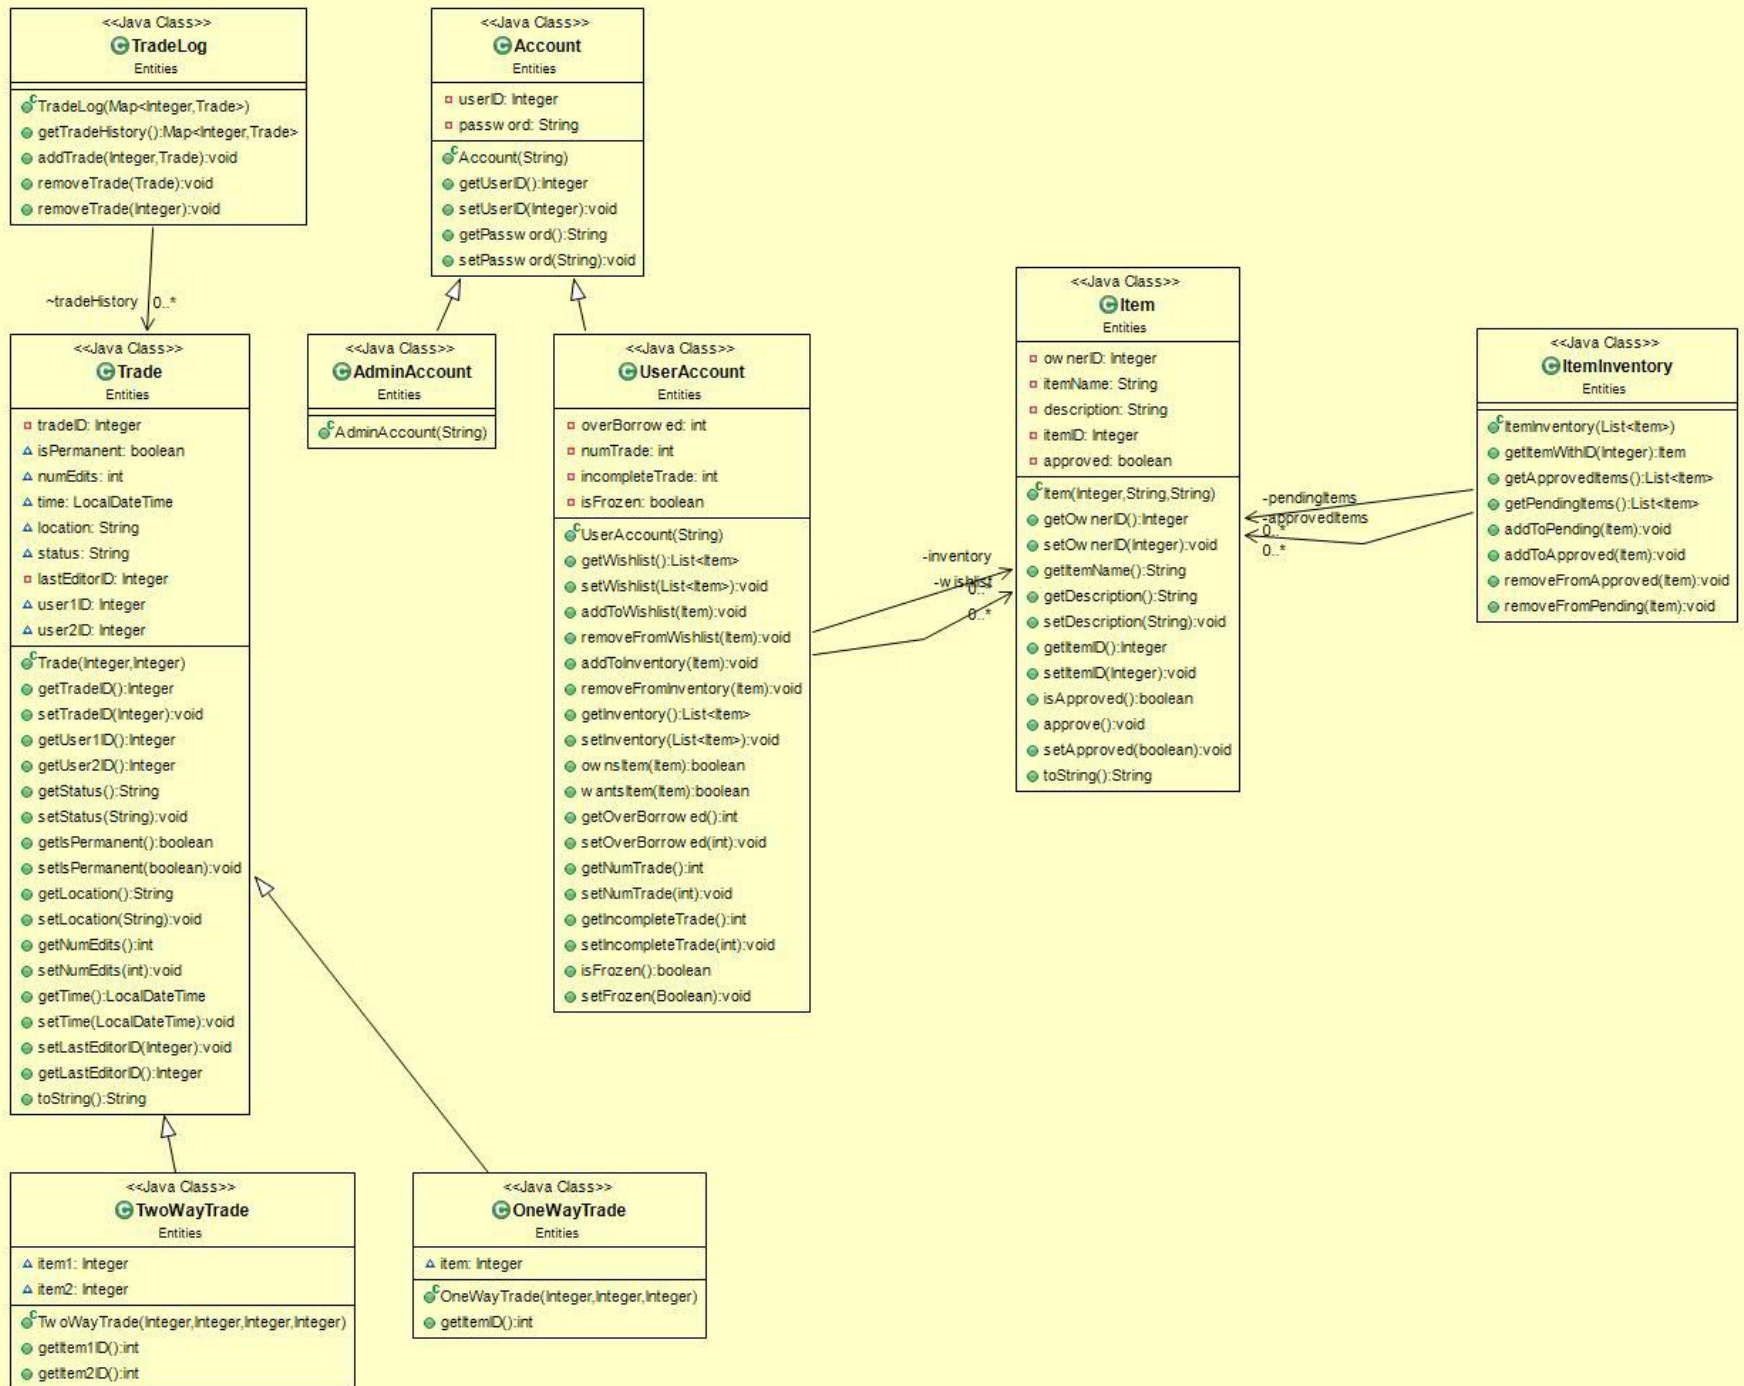 <<Java Class>>
TradeLog
Entities
TradeLog(Map<Integer,Trade>)
getTradeHistory():Map<Integer,Trade>
addTrade(Integer,Trade):void
removeTrade(Trade):void
removeTrade(Integer):void
~tradeHistory
0..*
<<Java Class>>
Account
Entities
userID: Integer
password: String
Account(String)
getUserID():Integer
setUserID(Integer):void
getPassword():String
setPassword(String):void
<<Java Class>>
Trade
Entities
tradeID: Integer
isPermanent: boolean
numEdits: int
time: LocalDateTime
location: String
status: String
lastEditorID: Integer
user1ID: Integer
user2ID: Integer
Trade(Integer,Integer)
getTradeID():Integer
setTradeID(Integer):void
getUser1ID():Integer
getUser2ID():Integer
getStatus():String
setStatus(String):void
getIsPermanent():boolean
setIsPermanent(boolean):void
getLocation():String
setLocation(String):void
getNumEdits():int
setNumEdits(int):void
getTime():LocalDateTime
setTime(LocalDateTime):void
setLastEditorID(Integer):void
getLastEditorID():Integer
toString():String
<<Java Class>>
AdminAccount
Entities
AdminAccount(String)
<<Java Class>>
UserAccount
Entities
overBorrowed: int
numTrade: int
incompleteTrade: int
isFrozen: boolean
UserAccount(String)
getWishlist():List<Item>
setWishlist(List<Item>):void
addToWishlist(Item):void
removeFromWishlist(Item):void
addToInventory(Item):void
removeFromInventory(Item):void
getInventory():List<Item>
setInventory(List<Item>):void
ownsItem(Item):boolean
wantsItem(Item):boolean
getOverBorrowed():int
setOverBorrowed(int):void
getNumTrade():int
setNumTrade(int):void
getIncompleteTrade():int
setIncompleteTrade(int):void
isFrozen():boolean
setFrozen(Boolean):void
-inventory
-wishlist
0..*
0..*
<<Java Class>>
Item
Entities
ownerID: Integer
itemName: String
description: String
itemID: Integer
approved: boolean
Item(Integer,String,String)
getOwnerID():Integer
setOwnerID(Integer):void
getItemName():String
getDescription():String
setDescription(String):void
getItemID():Integer
setItemID(Integer):void
isApproved():boolean
approve():void
setApproved(boolean):void
toString():String
-pendingItems
-approvedItems
0..*
0..*
<<Java Class>>
ItemInventory
Entities
ItemInventory(List<Item>)
getItemWithID(Integer):Item
getApprovedItems():List<Item>
getPendingItems():List<Item>
addToPending(Item):void
addToApproved(Item):void
removeFromApproved(Item):void
removeFromPending(Item):void
<<Java Class>>
TwoWayTrade
Entities
item1: Integer
item2: Integer
TwoWayTrade(Integer,Integer,Integer,Integer)
getItem1ID():int
getItem2ID():int
<<Java Class>>
OneWayTrade
Entities
item: Integer
OneWayTrade(Integer,Integer,Integer)
getItemID():int